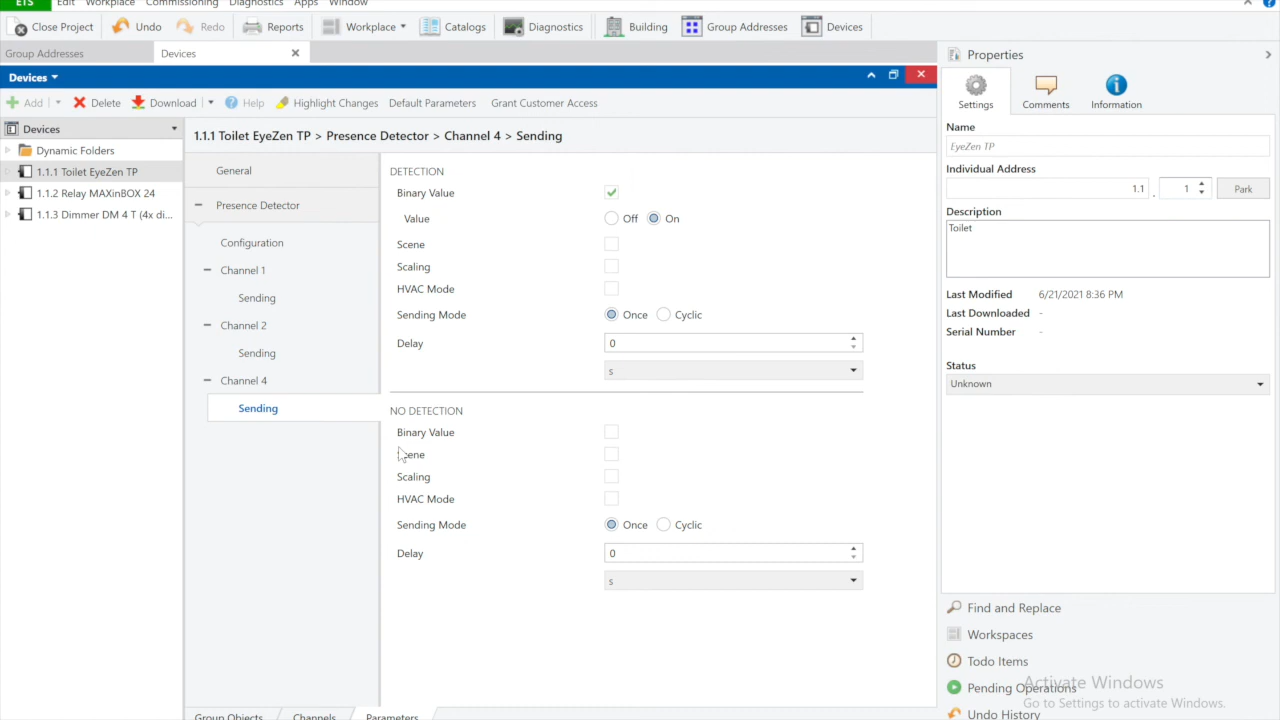 ETS Edit Workplace Commissioning Diagnostics Apps Window
Close Project Undo Redo Reports Workplace Catalogs Diagnostics Building Group Addresses Devices
Group Addresses Devices
Devices
Add Delete Download Help Highlight Changes Default Parameters Grant Customer Access
Devices
Dynamic Folders
1.1.1 Toilet EyeZen TP
1.1.2 Relay MAXinBOX 24
1.1.3 Dimmer DM 4 T (4x di...
1.1.1 Toilet EyeZen TP > Presence Detector > Channel 4 > Sending
General
Presence Detector
Configuration
Channel 1
Sending
Channel 2
Sending
Channel 4
Sending
DETECTION
Binary Value
Value Off On
Scene
Scaling
HVAC Mode
Sending Mode Once Cyclic
Delay 0
s
NO DETECTION
Binary Value
Scene
Scaling
HVAC Mode
Sending Mode Once Cyclic
Delay 0
s
Group Objects Channels Parameters
Properties
Settings Comments Information
Name
EyeZen TP
Individual Address
1.1 . 1 Park
Description
Toilet
Last Modified 6/21/2021 8:36 PM
Last Downloaded -
Serial Number -
Status
Unknown
Find and Replace
Workspaces
Todo Items
Pending Operations
Undo History
Activate Windows
Go to Settings to activate Windows.